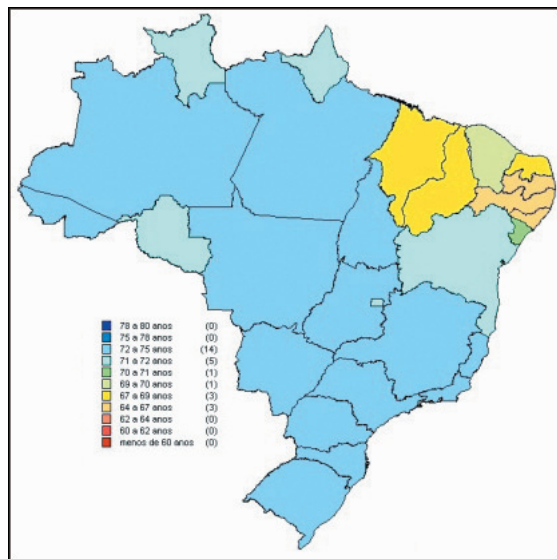 78 a 80 anos (0)
75 a 78 anos (0)
72 a 75 anos (14)
71 a 72 anos (5)
70 a 71 anos (1)
69 a 70 anos (1)
67 a 69 anos (3)
64 a 67 anos (3)
62 a 64 anos (0)
60 a 62 anos (0)
menos de 60 anos (0)